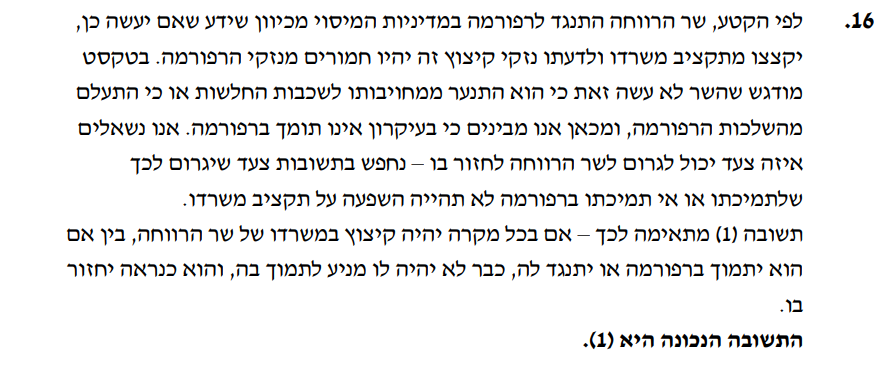 16. לפי הקטע, שר הרווחה התנגד לרפורמה במדיניות המיסוי מכיוון שידע שאם יעשה כן,
יקצצו מתקציב משרדו ולדעתו נזקי קיצוץ זה יהיו חמורים מנזקי הרפורמה. בטקסט
מודגש שהשר לא עשה זאת כי הוא התנער ממחויבותו לשכבות החלשות או כי התעלם
מהשלכות הרפורמה, ומכאן אנו מבינים כי בעיקרון אינו תומך ברפורמה. אנו נשאלים
איזה צעד יכול לגרום לשר הרווחה לחזור בו – נחפש בתשובות צעד שיגרום לכך
שלתמיכתו או אי תמיכתו ברפורמה לא תהייה השפעה על תקציב משרדו.
תשובה (1) מתאימה לכך – אם בכל מקרה יהיה קיצוץ במשרדו של שר הרווחה, בין אם
הוא יתמוך ברפורמה או יתנגד לה, כבר לא יהיה לו מניע לתמוך בה, והוא כנראה יחזור
בו.
התשובה הנכונה היא (1).